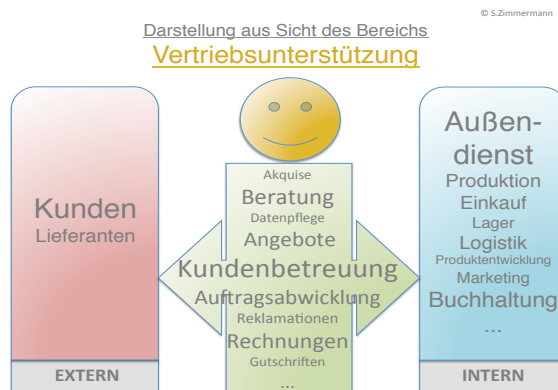 © S.Zimmermann
Darstellung aus Sicht des Bereichs
Vertriebsunterstützung
Kunden
Lieferanten
EXTERN
Akquise
Beratung
Datenpflege
Angebote
Kundenbetreuung
Auftragsabwicklung
Reklamationen
Rechnungen
Gutschriften
...
Außen-
dienst
Produktion
Einkauf
Lager
Logistik
Produktentwicklung
Marketing
Buchhaltung
...
INTERN